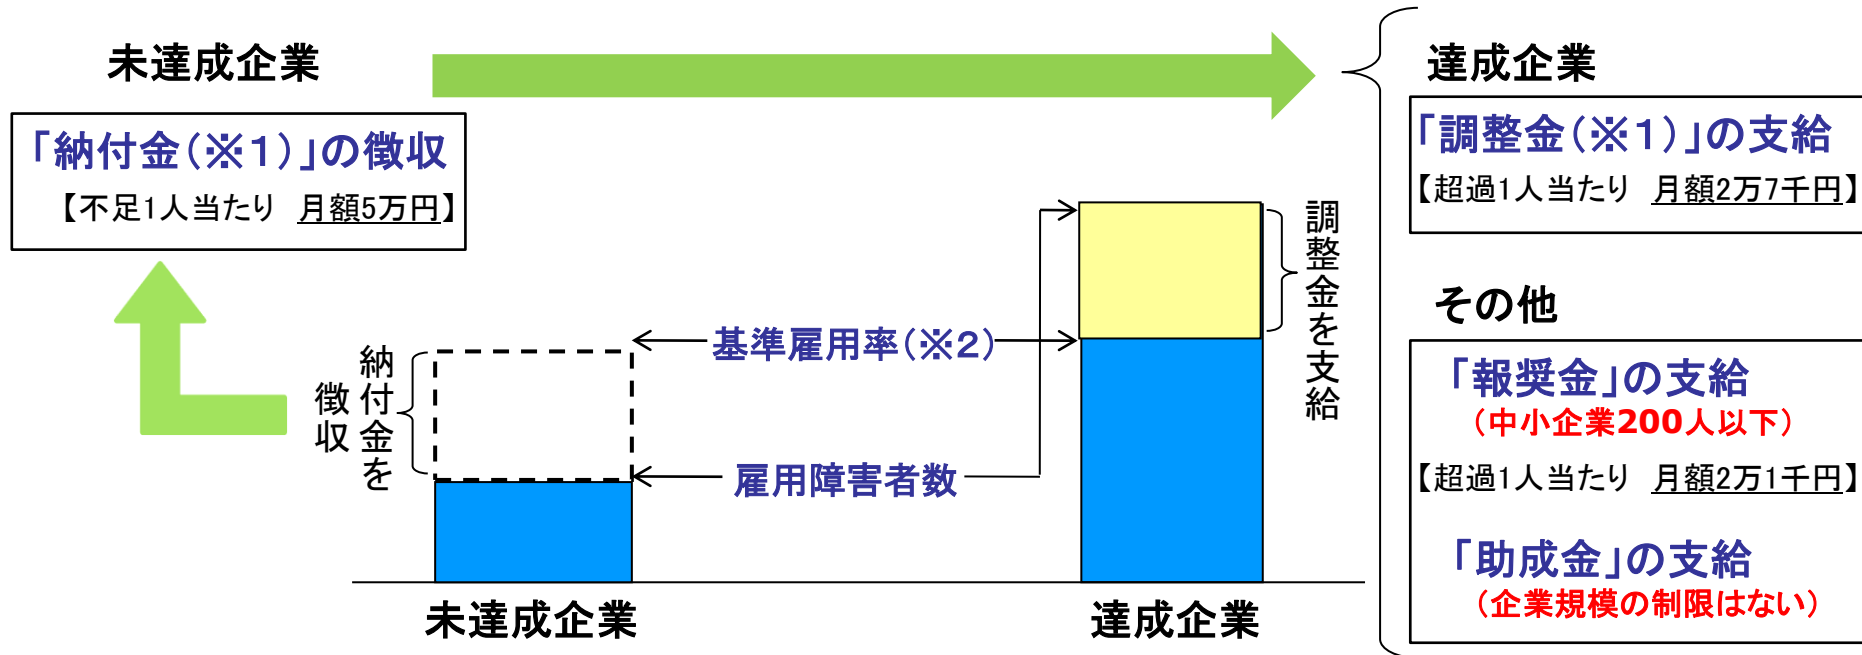 未達成企業
「納付金(※1)」の徴収
【不足1人当たり 月額5万円】
納付金を
徴収
基準雇用率(※2)
雇用障害者数
調整金を支給
未達成企業
達成企業
達成企業
「調整金(※1)」の支給
【超過1人当たり 月額2万7千円】
その他
「報奨金」の支給
(中小企業200人以下)
【超過1人当たり 月額2万1千円】
「助成金」の支給
(企業規模の制限はない)